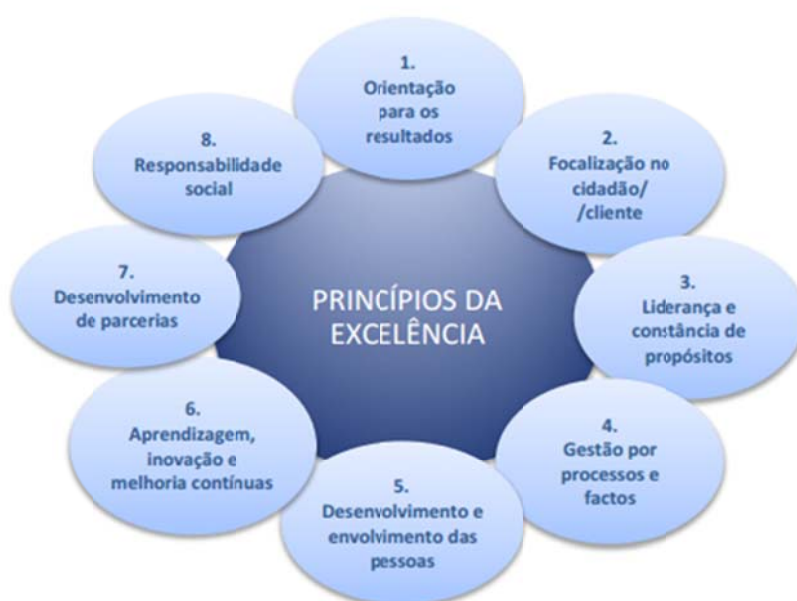 1.
Orientação
para os
resultados
2.
Focalização no
cidadão/
/cliente
3.
Liderança e
constância de
propósitos
4.
Gestão por
processos e
factos
5.
Desenvolvimento e
envolvimento das
pessoas
6.
Aprendizagem,
inovação e
melhoria contínuas
7.
Desenvolvimento
de parcerias
8.
Responsabilidade
social
PRINCÍPIOS DA
EXCELÊNCIA